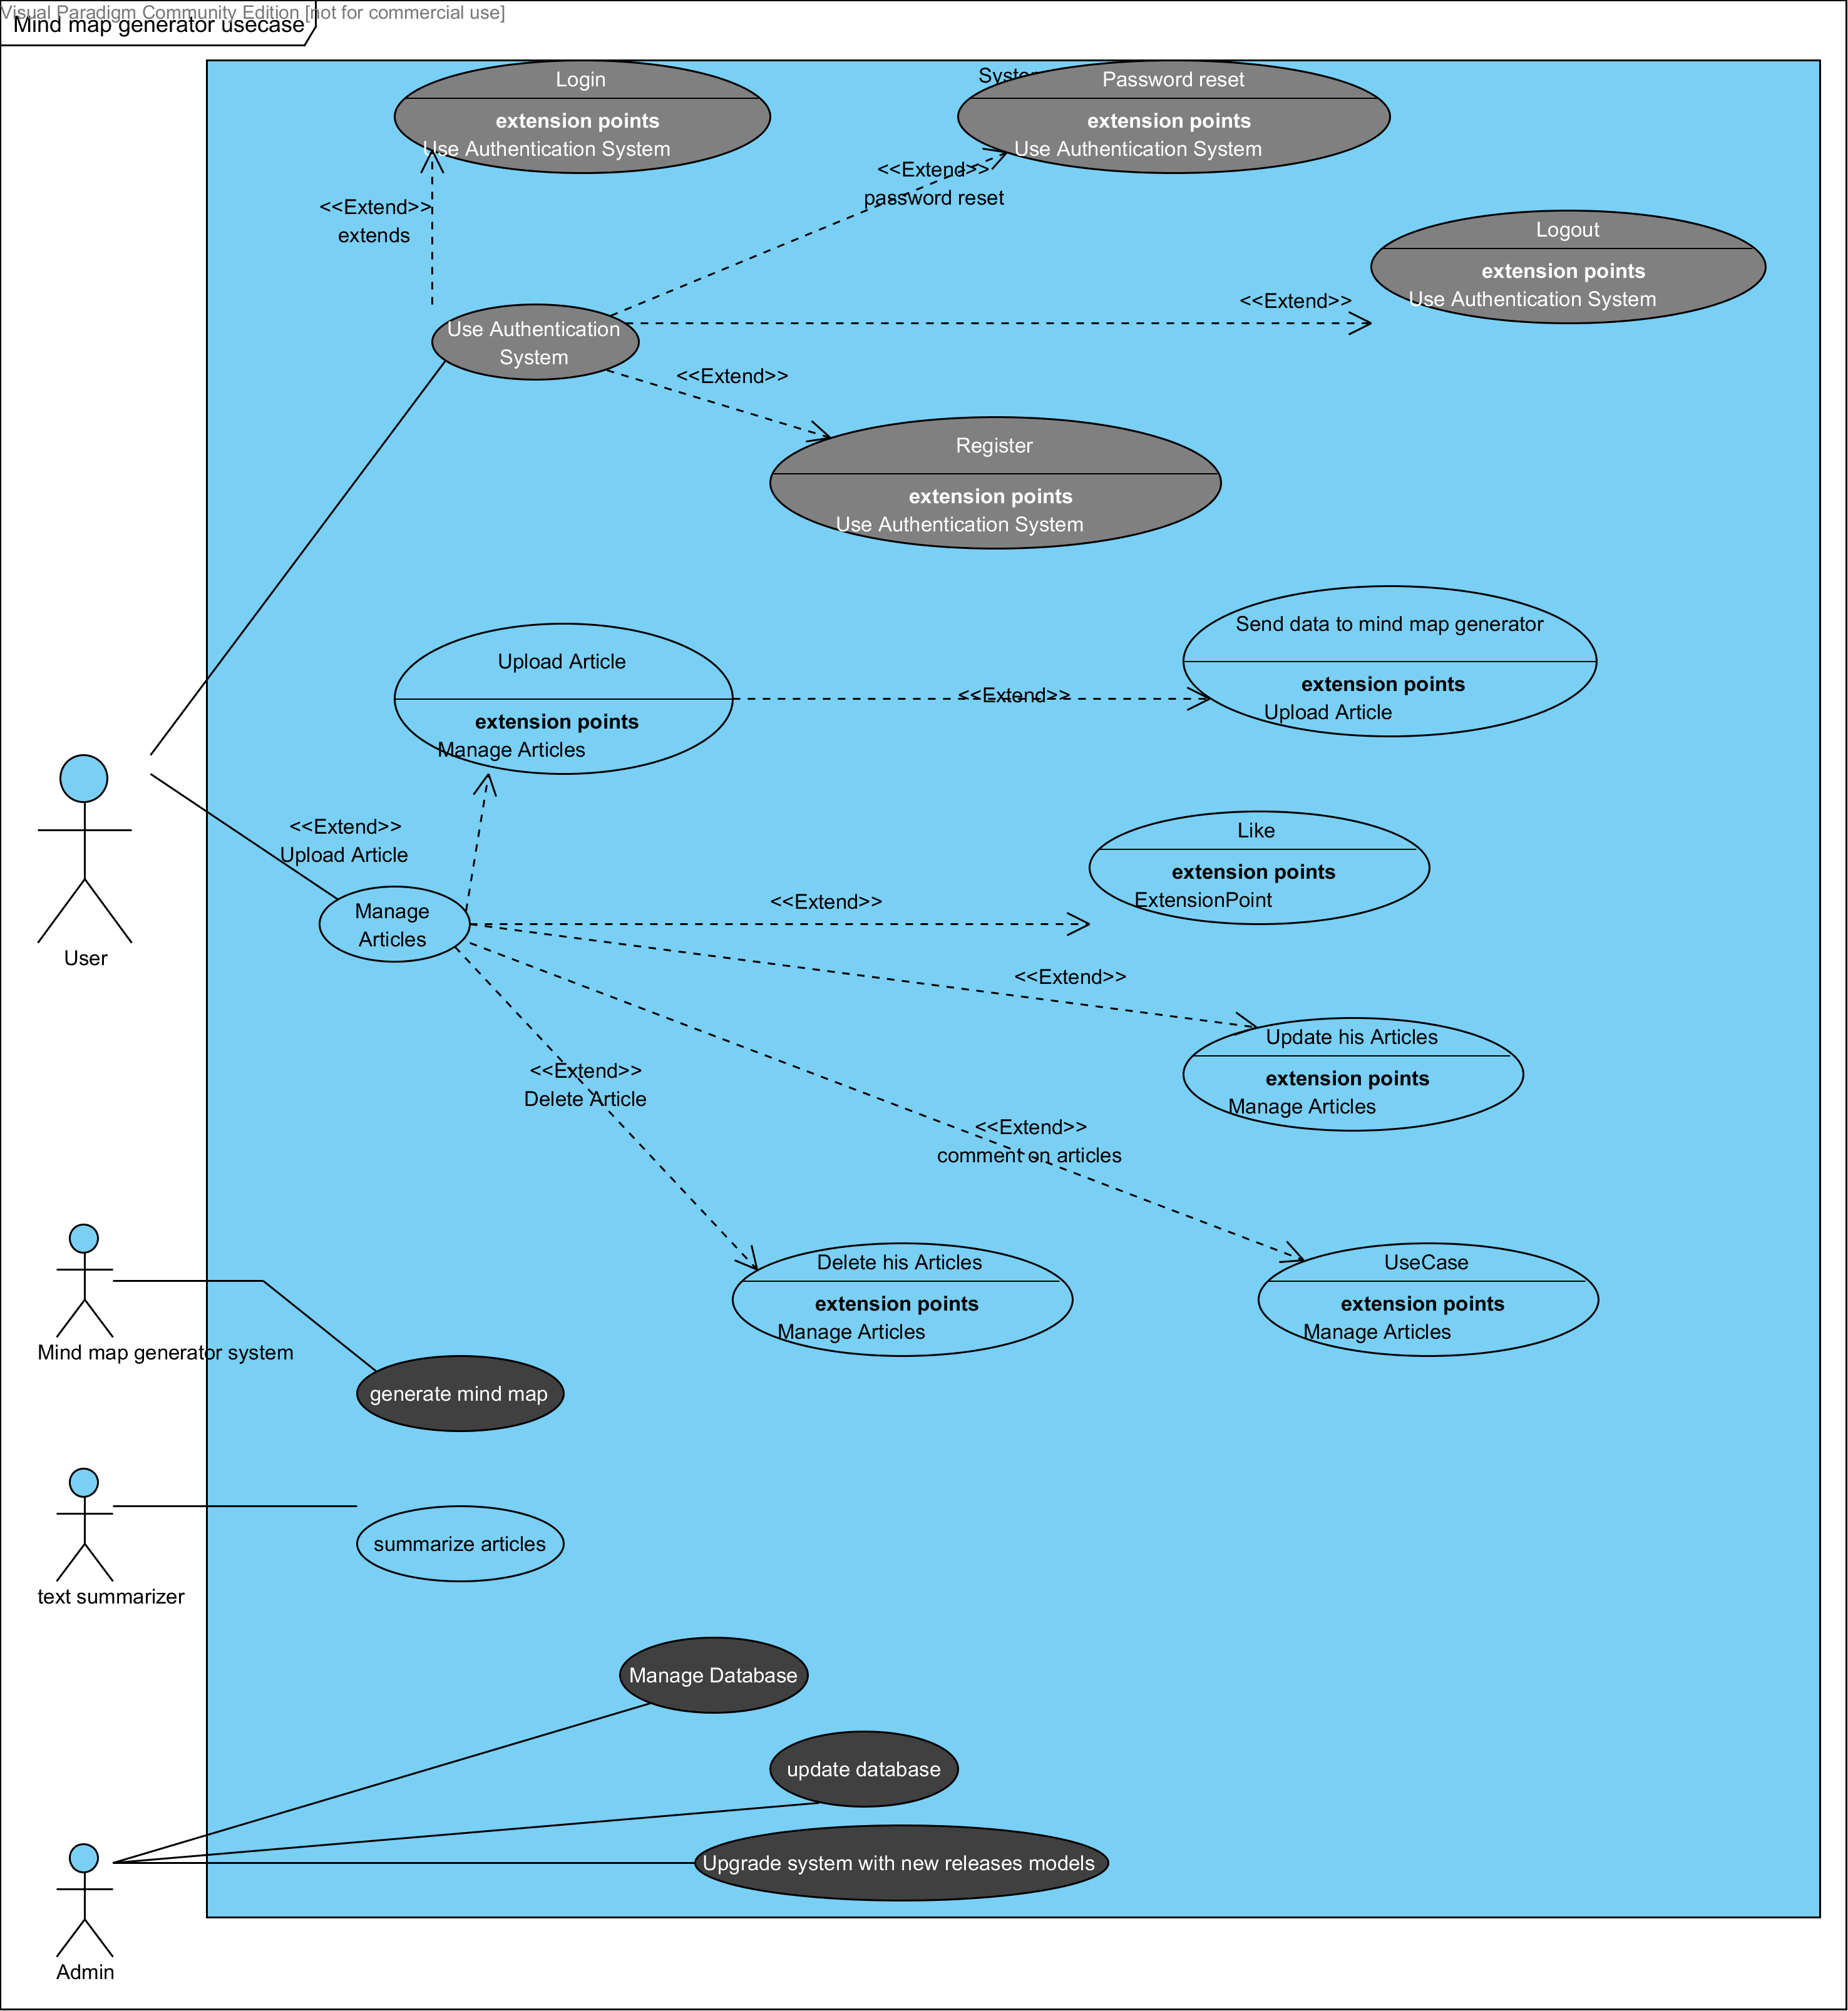 Visual Paradigm Community Edition [not for commercial use]
Mind map generator usecase
Login
extension points
Use Authentication System
Password reset
extension points
Use Authentication System
<<Extend>>
password reset
<<Extend>>
extends
Logout
extension points
Use Authentication System
<<Extend>>
Use Authentication
System
<<Extend>>
Register
extension points
Use Authentication System
Send data to mind map generator
extension points
Upload Article
Upload Article
extension points
Manage Articles
<<Extend>>
<<Extend>>
Upload Article
Like
extension points
ExtensionPoint
<<Extend>>
Manage
Articles
User
<<Extend>>
Update his Articles
extension points
Manage Articles
<<Extend>>
Delete Article
<<Extend>>
comment on articles
Delete his Articles
extension points
Manage Articles
UseCase
extension points
Manage Articles
Mind map generator system
generate mind map
summarize articles
text summarizer
Manage Database
update database
Upgrade system with new releases models
Admin